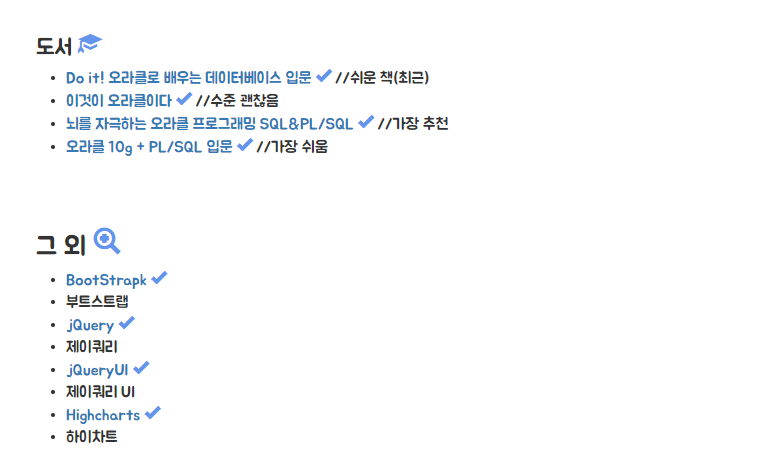 도서
Do it! 오라클로 배우는 데이터베이스 입문 //쉬운 책(최근)
이것이 오라클이다 //수준 괜찮음
뇌를 자극하는 오라클 프로그래밍 SQL&PL/SQL //가장 추천
오라클 10g + PL/SQL 입문 //가장 쉬움
그 외
BootStrapk
부트스트랩
jQuery
제이쿼리
jQueryUI
제이쿼리 UI
Highcharts
하이차트